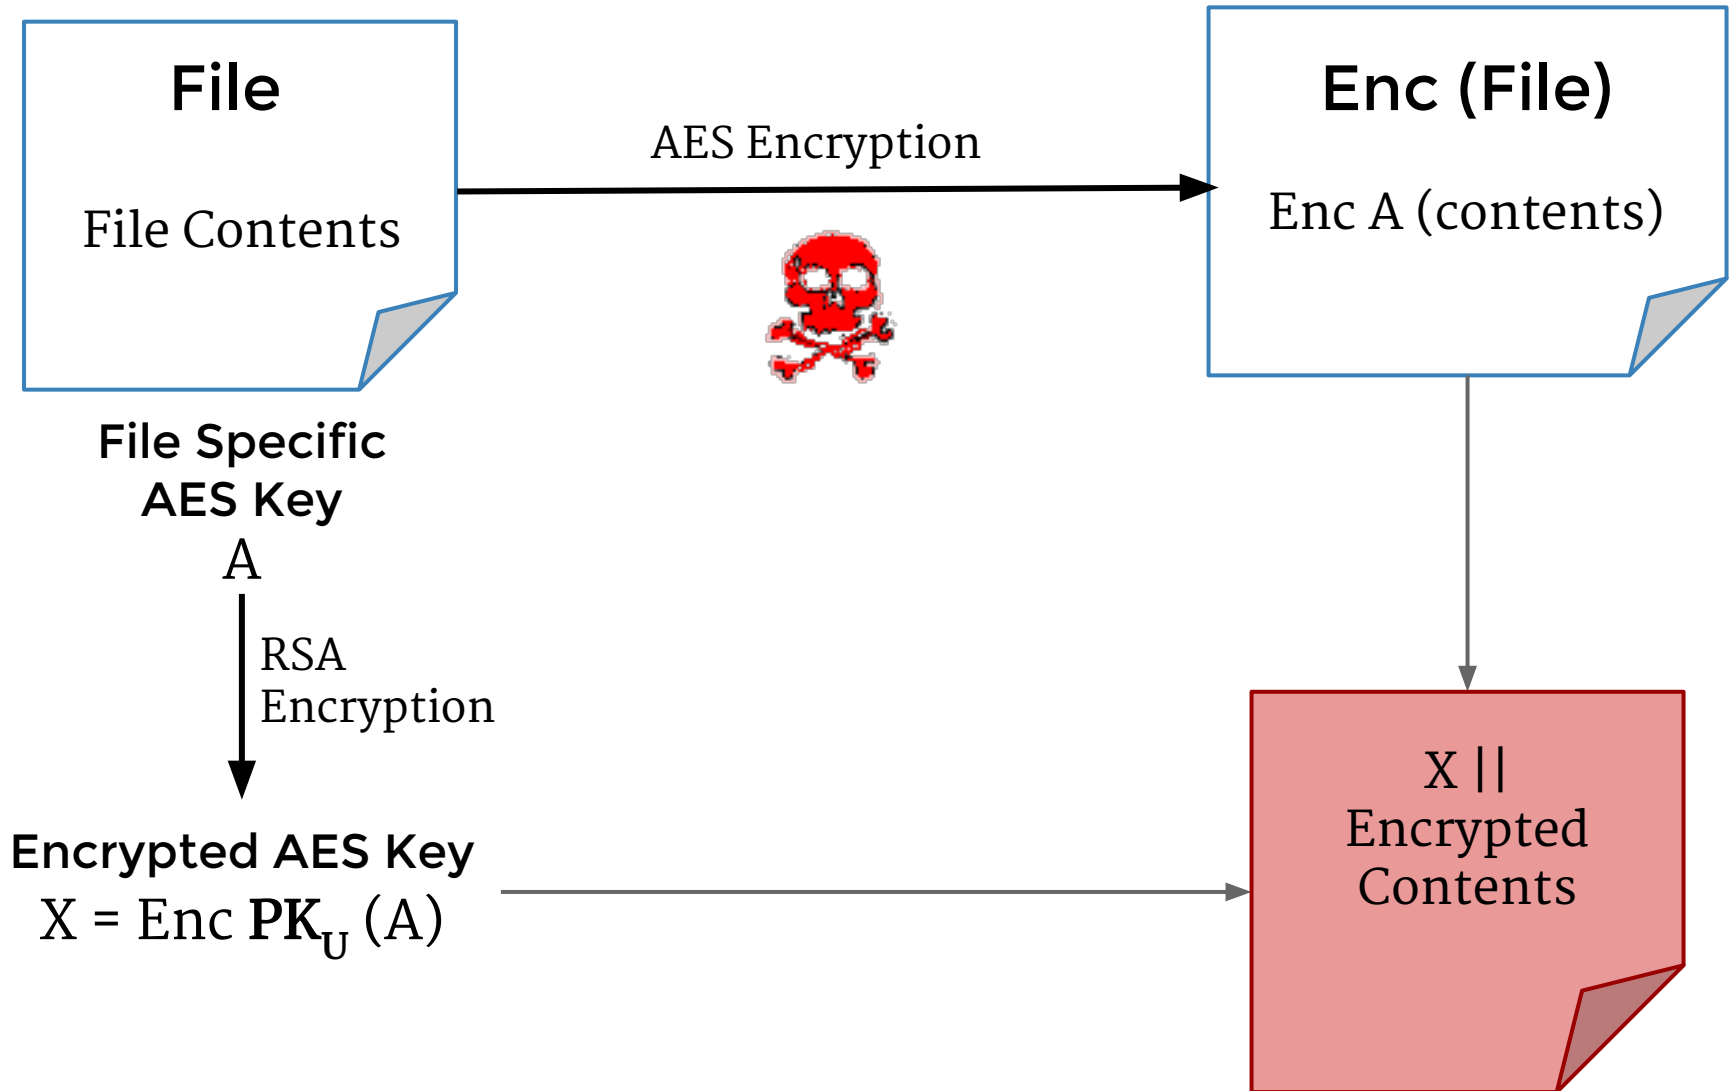 File
File Contents
AES Encryption
Enc (File)
Enc A (contents)
File Specific
AES Key
A
RSA
Encryption
Encrypted AES Key
X = Enc PK_U (A)
X ||
Encrypted
Contents